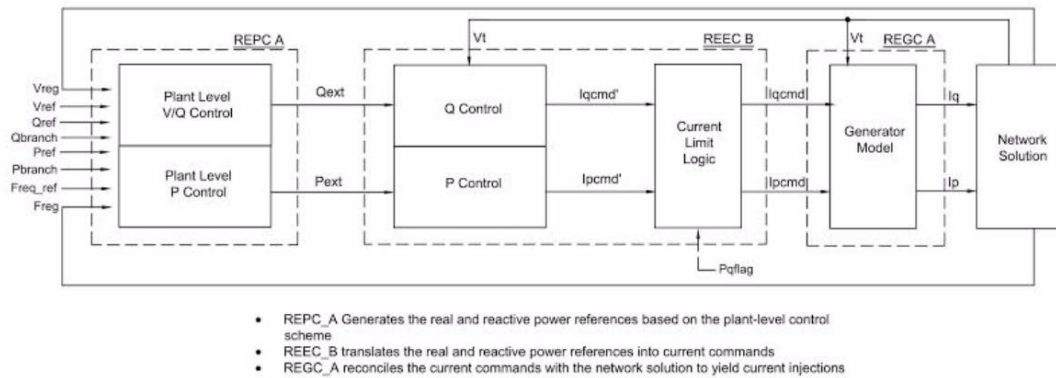 REPC A
REEC B
REGC A
Vt
Vt
Vreg
Vref
Qref
Qbranch
Pref
Pbranch
Freq_ref
Freg
Plant Level
V/Q Control
Plant Level
P Control
Qext
Pext
Q Control
P Control
Iqcmd'
Ipcmd'
Current
Limit
Logic
Iqcmd
Ipcmd
Generator
Model
Iq
Ip
Network
Solution
Pqflag
• REPC_A Generates the real and reactive power references based on the plant-level control
scheme
• REEC_B translates the real and reactive power references into current commands
• REGC_A reconciles the current commands with the network solution to yield current injections